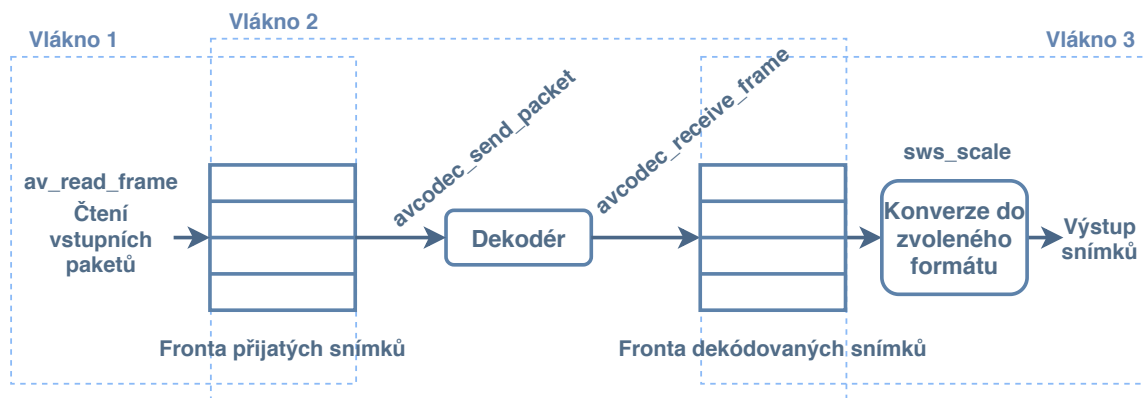 Vlákno 1
Vlákno 2
Vlákno 3
av_read_frame
Čtení
vstupních
paketů
avcodec_send_packet
Dekodér
avcodec_receive_frame
sws_scale
Konverze do
zvoleného
formátu
Výstup
snímků
Fronta přijatých snímků
Fronta dekódovaných snímků